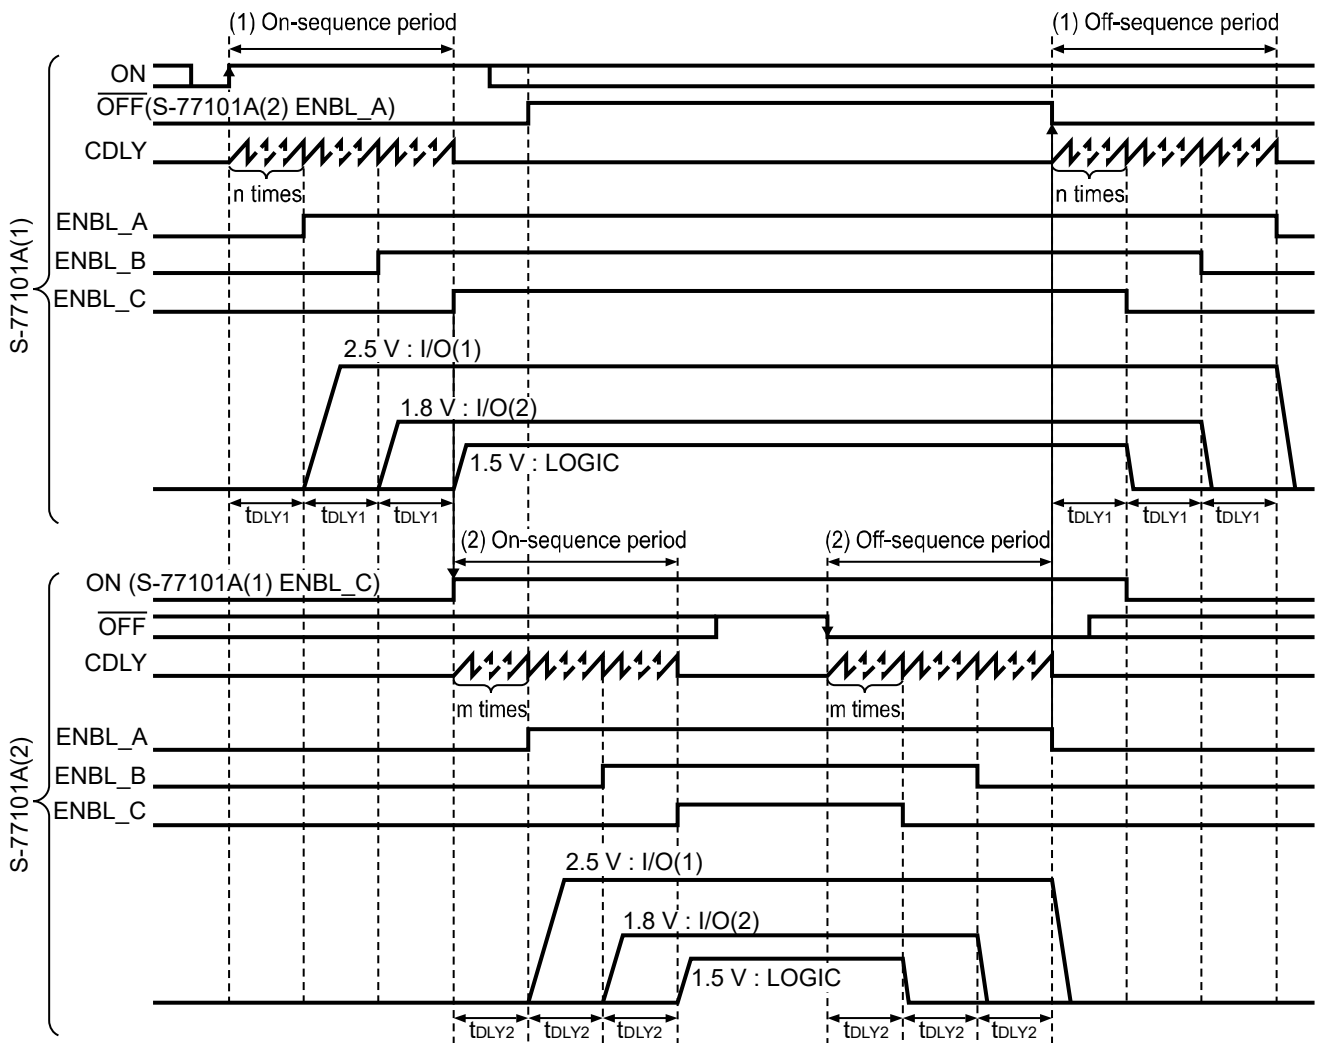 (1) On-sequence period
(1) Off-sequence period
S-77101A(1)
ON
OFF(S-77101A(2) ENBL_A)
CDLY
n times
n times
ENBL_A
ENBL_B
ENBL_C
2.5 V : I/O(1)
1.8 V : I/O(2)
1.5 V : LOGIC
tDLY1 tDLY1 tDLY1 tDLY1 tDLY1 tDLY1
(2) On-sequence period
(2) Off-sequence period
S-77101A(2)
ON (S-77101A(1) ENBL_C)
OFF
CDLY
m times
m times
ENBL_A
ENBL_B
ENBL_C
2.5 V : I/O(1)
1.8 V : I/O(2)
1.5 V : LOGIC
tDLY2 tDLY2 tDLY2 tDLY2 tDLY2 tDLY2